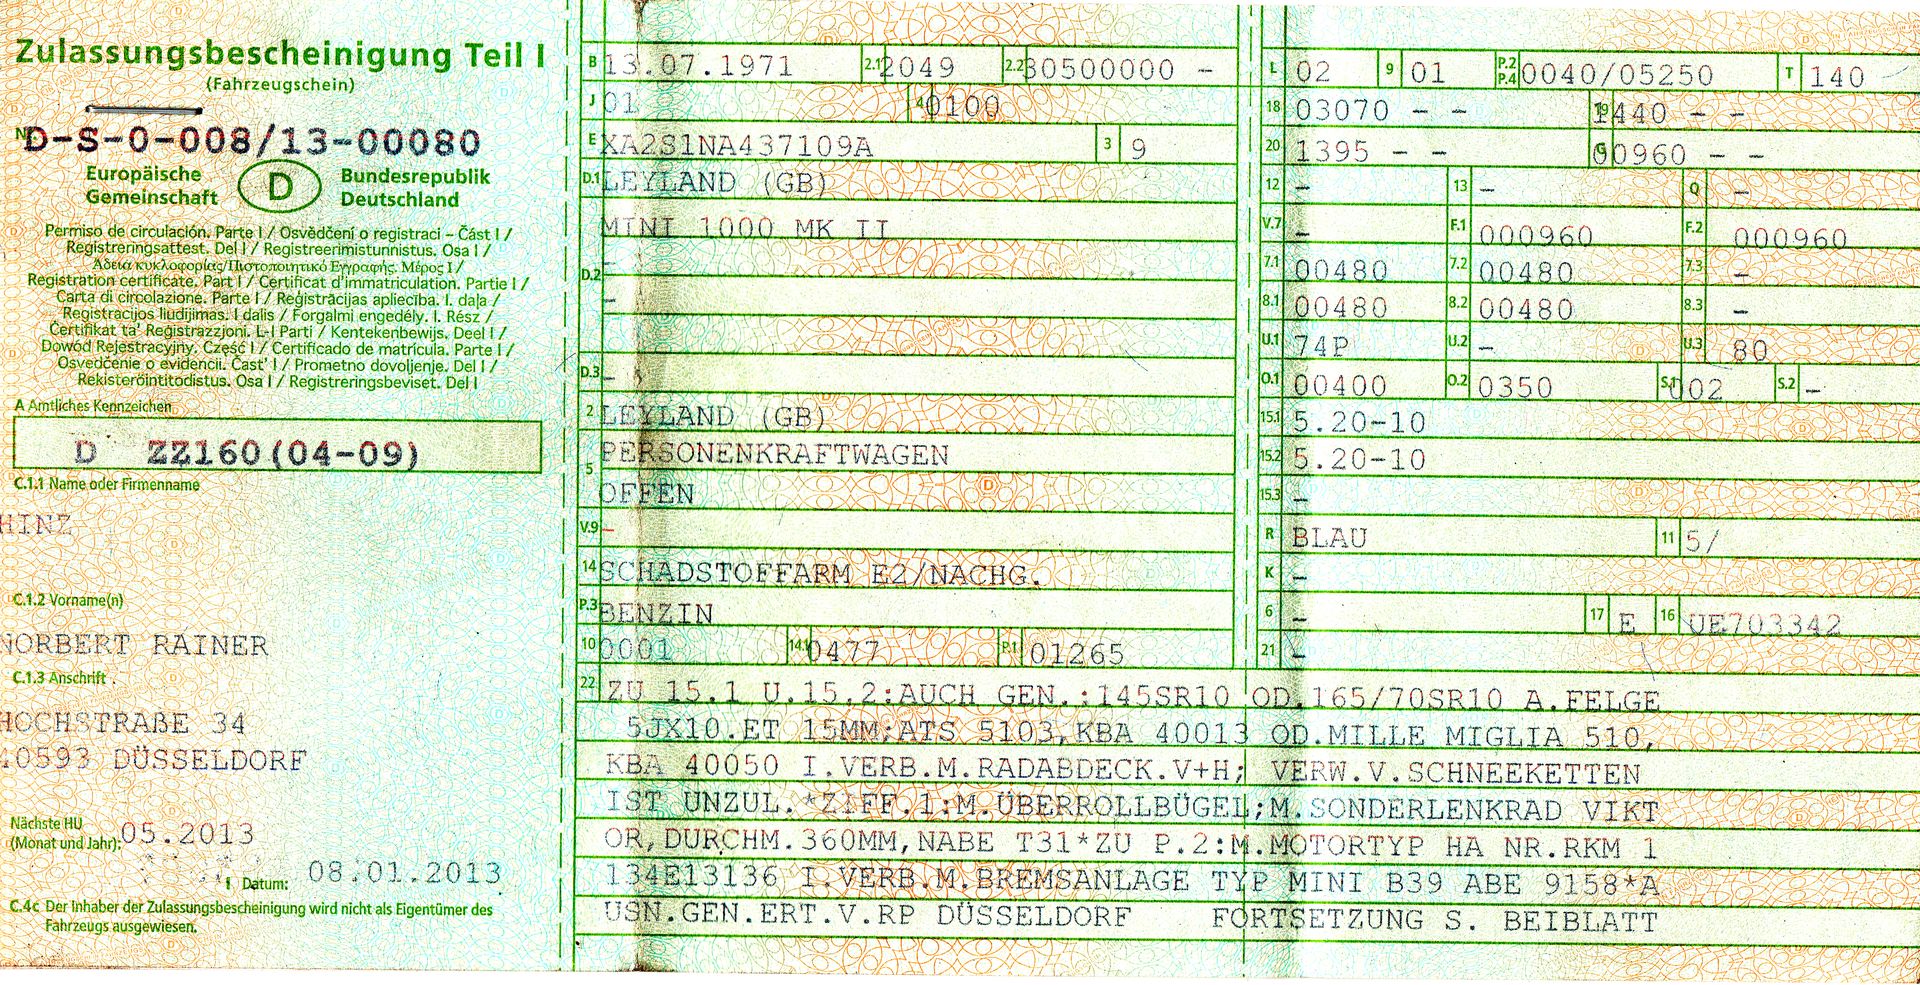 Zulassungsbescheinigung Teil I
(Fahrzeugschein)
Nr. D-S-0-008/13-00080
Europäische Gemeinschaft
D
Bundesrepublik Deutschland
Permiso de circulación. Parte I / Osvědčení o registraci – Část I /
Registreringsattest. Del I / Registreerimistunnistus. Osa I /
Άδεια κυκλοφορίας/Πιστοποιητικό Εγγραφής. Μέρος I /
Registration certificate. Part I / Certificat d'immatriculation. Partie I /
Carta di circolazione. Parte I / Reģistrācijas apliecība. I. daļa /
Registracijos liudijimas. I dalis / Forgalmi engedély. I. Rész /
Ċertifikat ta' Reġistrazzjoni. L-I Parti / Kentekenbewijs. Deel I /
Dowód Rejestracyjny. Część I / Certificado de matrícula. Parte I /
Osvedčenie o evidencii. Čast' I / Prometno dovoljenje. Del I /
Rekisteröintitodistus. Osa I / Registreringsbeviset. Del I
A Amtliches Kennzeichen
D ZZ160(04-09)
C.1.1 Name oder Firmenname
HINZ
C.1.2 Vorname(n)
NORBERT RAINER
C.1.3 Anschrift
HOCHSTRAßE 34
40593 DÜSSELDORF
Nächste HU
(Monat und Jahr): 05.2013
Datum: 08.01.2013
C.4c Der Inhaber der Zulassungsbescheinigung wird nicht als Eigentümer des
Fahrzeugs ausgewiesen.
B 13.07.1971 2.1 2049 2.2 30500000 -
J 01 4 0100
E XA2S1NA437109A 3 9
D.1 LEYLAND (GB)
MINI 1000 MK II
-
D.2
-
D.3 -
2 LEYLAND (GB)
PERSONENKRAFTWAGEN
5
OFFEN
V.9 -
14 SCHADSTOFFARM E2/NACHG.
P.3 BENZIN
10 0001 14.1 0477 P.1 01265
L 02 9 01 P.2 P.4 0040/05250 T 140
18 03070 - - 19 1440 - -
20 1395 - - G 00960 - -
12 - 13 - Q -
V.7 - F.1 000960 F.2 000960
7.1 00480 7.2 00480 7.3 -
8.1 00480 8.2 00480 8.3 -
U.1 74P U.2 - U.3 80
O.1 00400 O.2 0350 S.1 002 S.2 -
15.1 5.20-10
15.2 5.20-10
15.3 -
R BLAU 11 5/
K -
6 - 17 E 16 UE703342
21 -
22 ZU 15.1 U.15.2:AUCH GEN.:145SR10 OD.165/70SR10 A.FELGE
5JX10.ET 15MM;ATS 5103,KBA 40013 OD.MILLE MIGLIA 510,
KBA 40050 I.VERB.M.RADABDECK.V+H; VERW.V.SCHNEEKETTEN
IST UNZUL.*ZIFF.1:M.ÜBERROLLBÜGEL;M.SONDERLENKRAD VIKT
OR,DURCHM.360MM,NABE T31*ZU P.2:M.MOTORTYP HA NR.RKM 1
134E13136 I.VERB.M.BREMSANLAGE TYP MINI B39 ABE 9158*A
USN.GEN.ERT.V.RP DÜSSELDORF FORTSETZUNG S. BEIBLATT